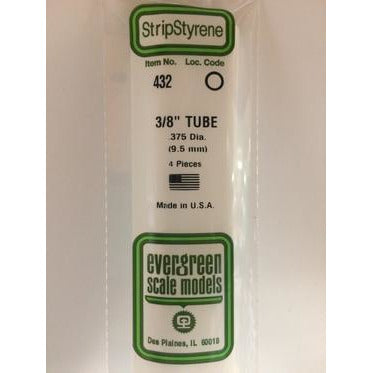 StripStyrene
Item No. Loc. Code
432
3/8" TUBE
.375 Dia.
(9.5 mm)
4 Pieces
Made in U.S.A.
evergreen
scale models
Des Plaines, IL 60018